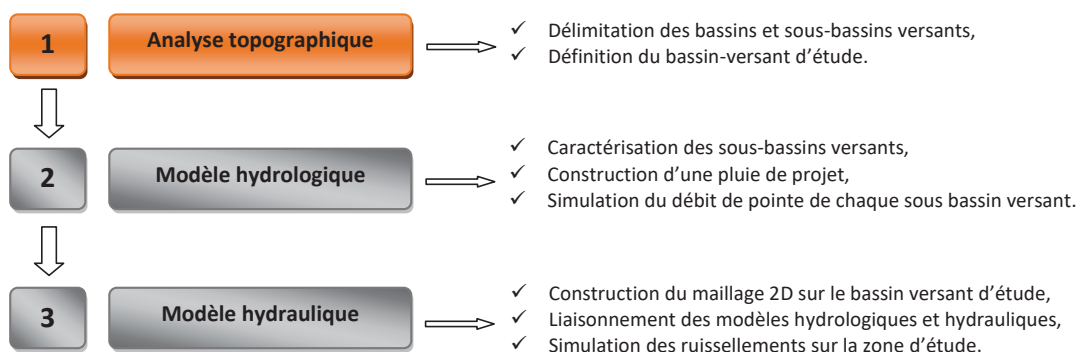 1
Analyse topographique
✓ Délimitation des bassins et sous-bassins versants,
✓ Définition du bassin-versant d’étude.
2
Modèle hydrologique
✓ Caractérisation des sous-bassins versants,
✓ Construction d’une pluie de projet,
✓ Simulation du débit de pointe de chaque sous bassin versant.
3
Modèle hydraulique
✓ Construction du maillage 2D sur le bassin versant d’étude,
✓ Liaisonnement des modèles hydrologiques et hydrauliques,
✓ Simulation des ruissellements sur la zone d’étude.